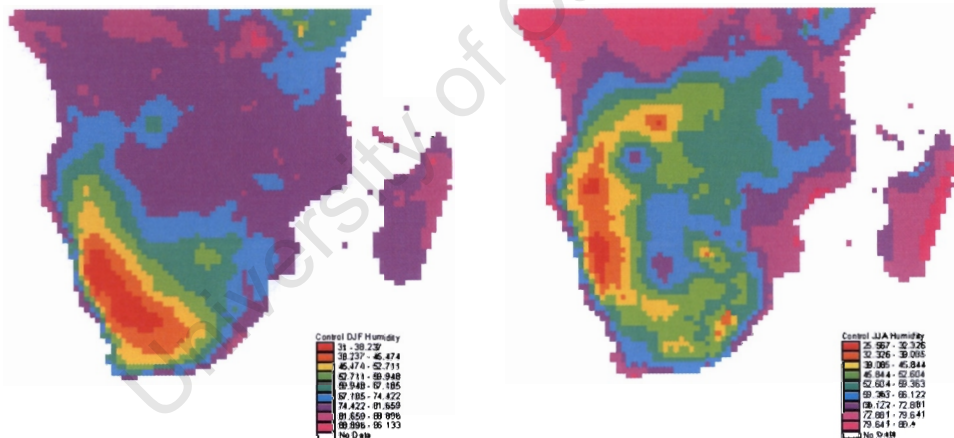 University of C
Control DJF Humidity
31 - 38.237
38.237 - 45.474
45.474 - 52.711
52.711 - 59.948
59.948 - 67.185
67.185 - 74.422
74.422 - 81.659
81.659 - 88.896
88.896 - 96.133
No Data
Control JJA Humidity
25.567 - 32.326
32.326 - 39.085
39.085 - 45.844
45.844 - 52.604
52.604 - 59.363
59.363 - 66.122
66.122 - 72.881
72.881 - 79.641
79.641 - 86.4
No Data